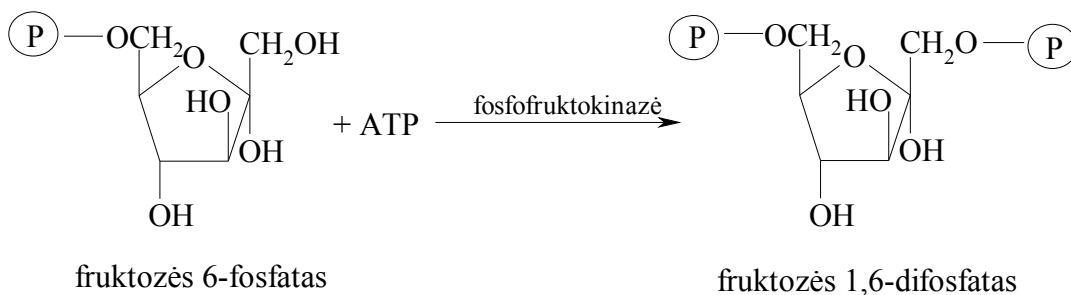 P OCH₂ O CH₂OH
HO
OH
OH
+ ATP
fosfofruktokinazė
P OCH₂ O CH₂O P
HO
OH
OH
fruktozės 6-fosfatas
fruktozės 1,6-difosfatas